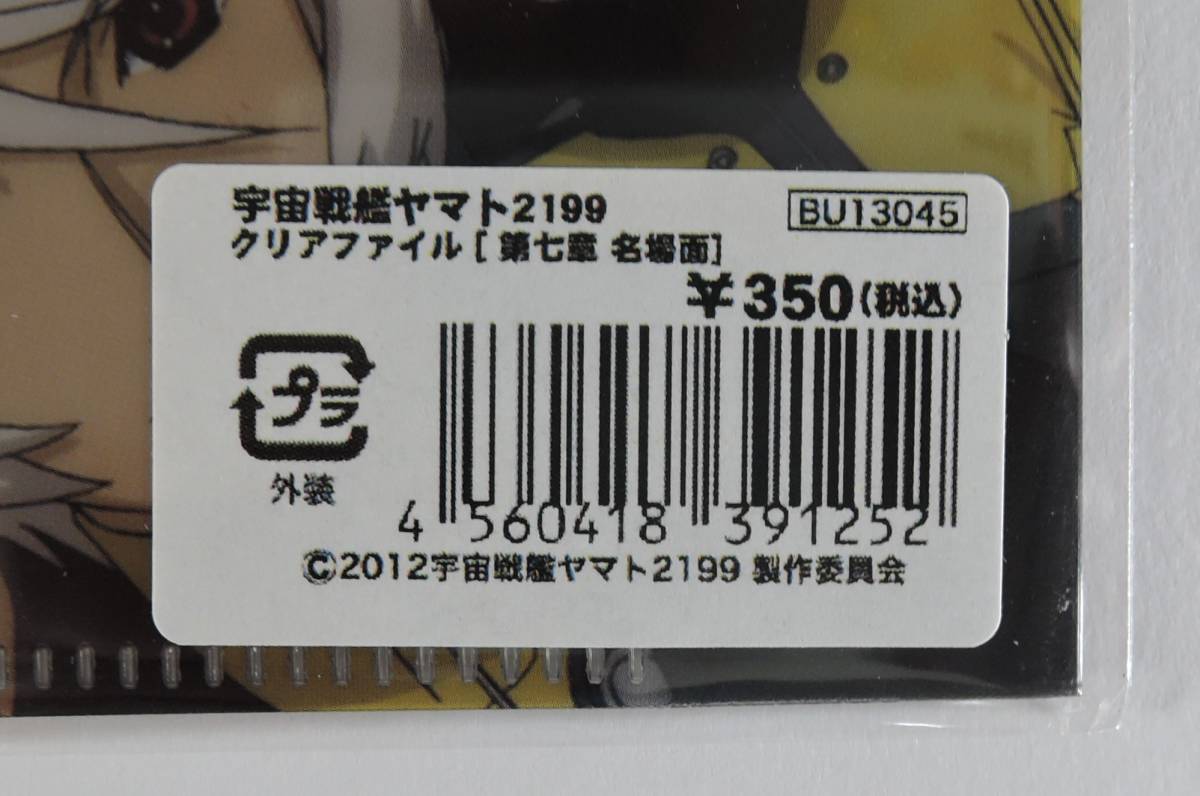 宇宙戦艦ヤマト2199
BU13045
クリアファイル [ 第七章 名場面]
¥350(税込)
プラ
外装
4 560418 391252
©2012宇宙戦艦ヤマト2199 製作委員会